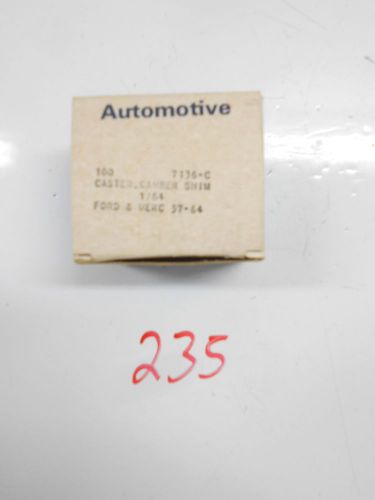 Automotive
100 7136-C
CASTER,CAMBER SHIM
1/64
FORD & MERC 57-64
235